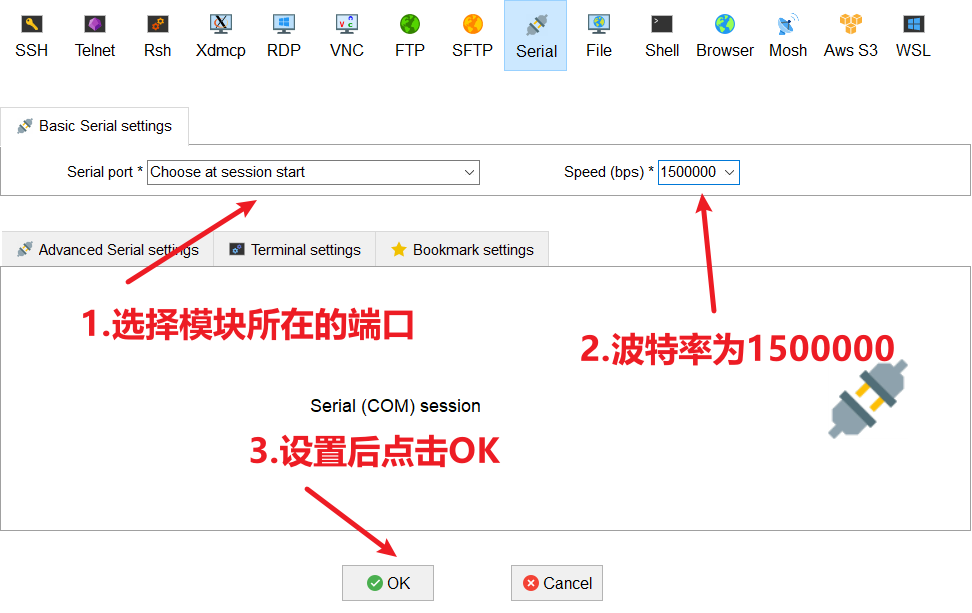 SSH Telnet Rsh Xdmcp RDP VNC FTP SFTP Serial File Shell Browser Mosh Aws S3 WSL
Basic Serial settings
Serial port * Choose at session start Speed (bps) * 1500000
Advanced Serial settings Terminal settings Bookmark settings
1.选择模块所在的端口
2.波特率为1500000
Serial (COM) session
3.设置后点击OK
OK Cancel